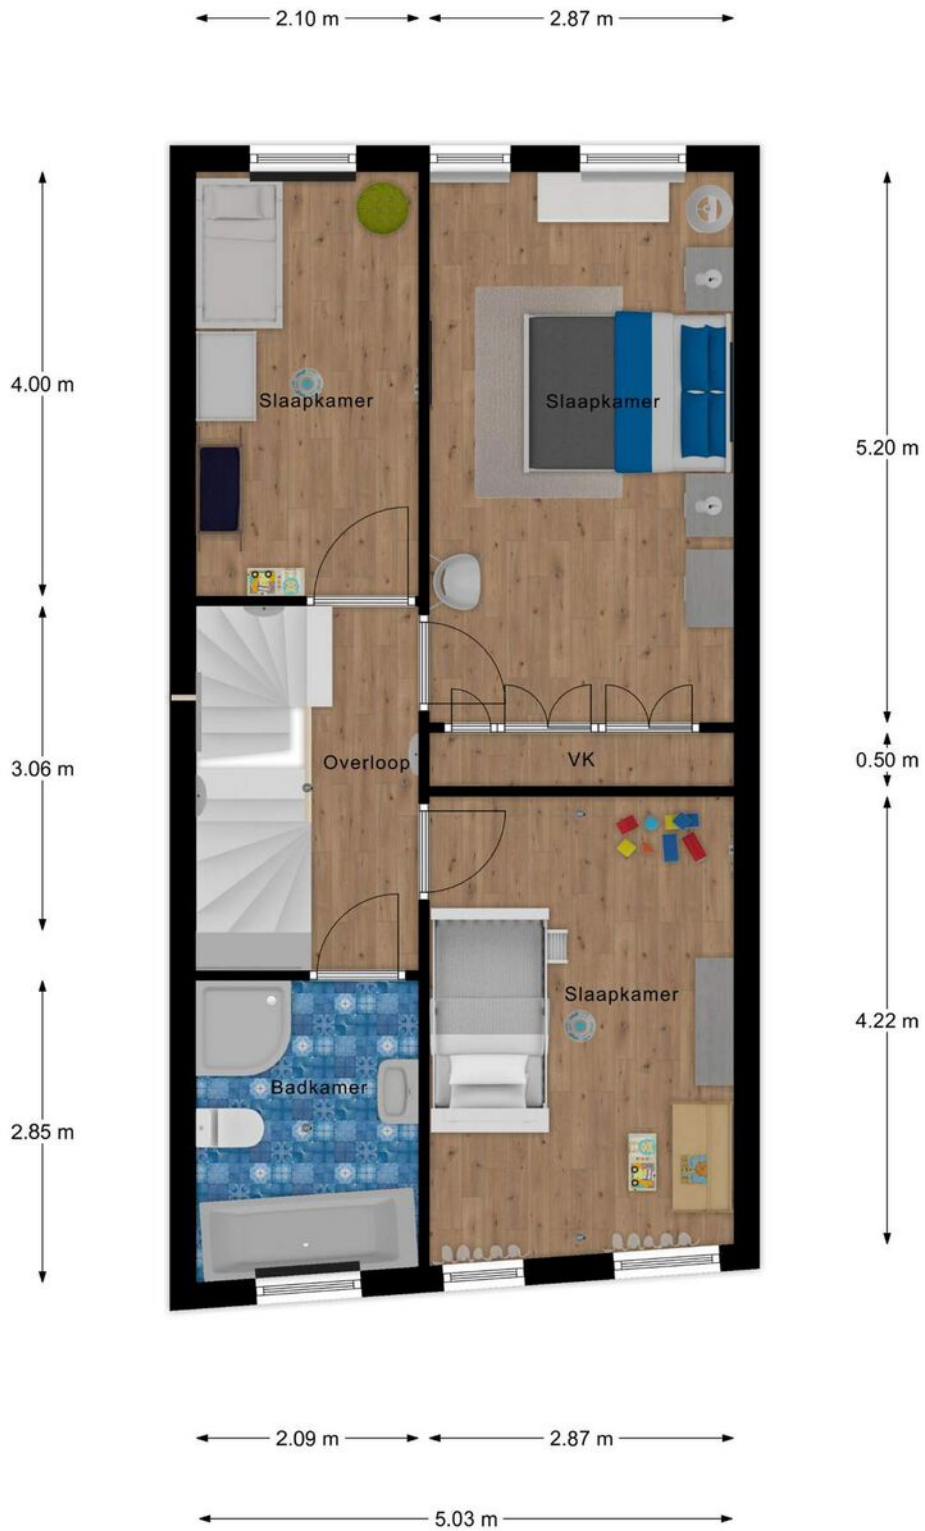 2.10 m 2.87 m
4.00 m
Slaapkamer
Slaapkamer
5.20 m
3.06 m
Overloop
VK
0.50 m
Slaapkamer
4.22 m
Badkamer
2.85 m
2.09 m 2.87 m
5.03 m